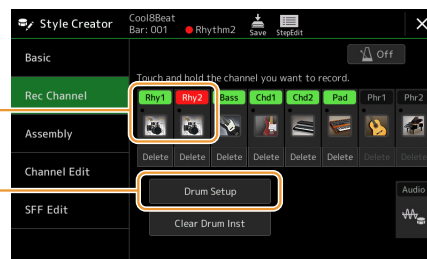 Style Creator
Cool8Beat
Bar: 001 Rhythm2
Save StepEdit
Off
Basic
Touch and hold the channel you want to record.
Rec Channel
Rhy1 Rhy2 Bass Chd1 Chd2 Pad Phr1 Phr2
Assembly
Delete Delete Delete Delete Delete Delete Delete Delete
Channel Edit
Drum Setup
Audio
SFF Edit
Clear Drum Inst